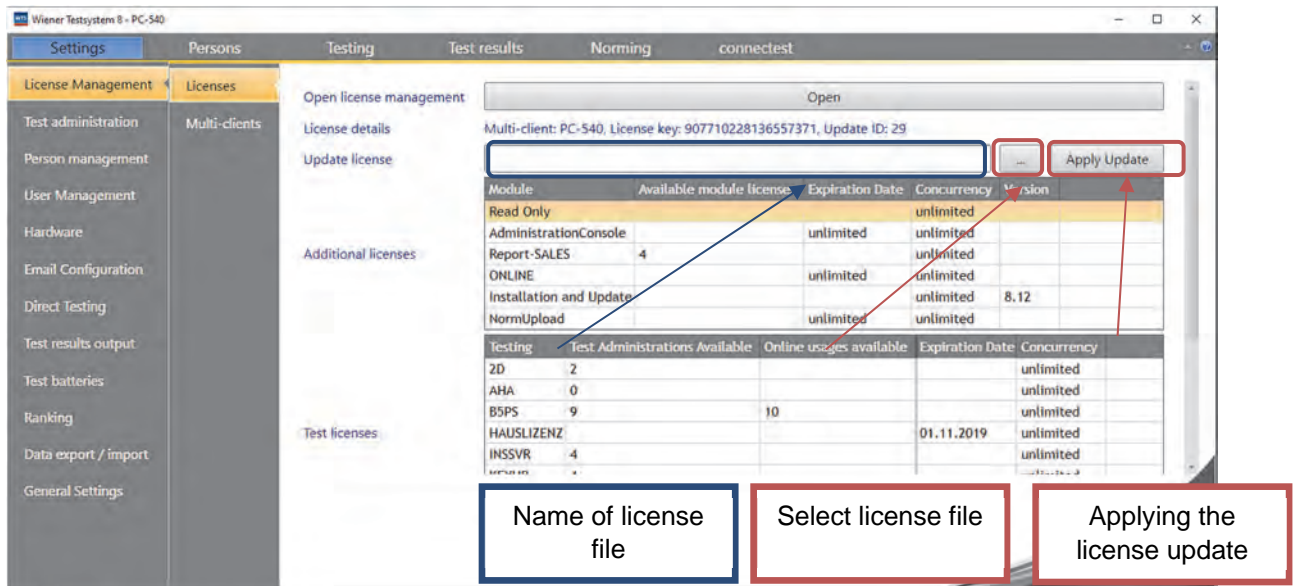 Wiener Testsystem 8 - PC-540
Settings Persons Testing Test results Norming connectest
License Management Licenses
Test administration Multi-clients
Person management
User Management
Hardware
Email Configuration
Direct Testing
Test results output
Test batteries
Ranking
Data export / import
General Settings
Open license management Open
License details Multi-client: PC-540, License key: 907710228136557371, Update ID: 29
Update license ... Apply Update
Additional licenses
Module Available module license Expiration Date Concurrency Version
Read Only unlimited
AdministrationConsole unlimited unlimited
Report-SALES 4 unlimited
ONLINE unlimited unlimited
Installation and Update unlimited 8.12
NormUpload unlimited unlimited
Test licenses
Testing Test Administrations Available Online usages available Expiration Date Concurrency
2D 2 unlimited
AHA 0 unlimited
B5PS 9 10 unlimited
HAUSLIZENZ 01.11.2019 unlimited
INSSVR 4 unlimited
unlimited
Name of license
file
Select license file
Applying the
license update